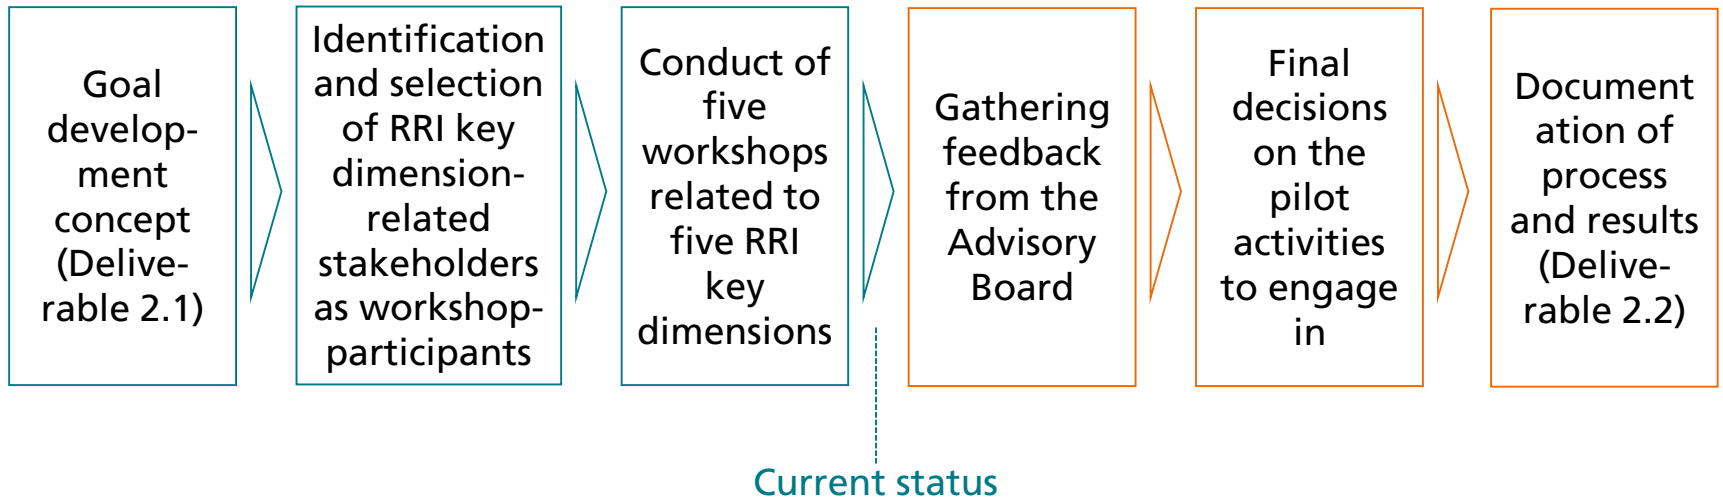 Goal
develop-
ment
concept
(Delive-
rable 2.1)
Identification
and selection
of RRI key
dimension-
related
stakeholders
as workshop-
participants
Conduct of
five
workshops
related to
five RRI
key
dimensions
Gathering
feedback
from the
Advisory
Board
Final
decisions
on the
pilot
activities
to engage
in
Document
ation of
process
and results
(Delive-
rable 2.2)
Current status